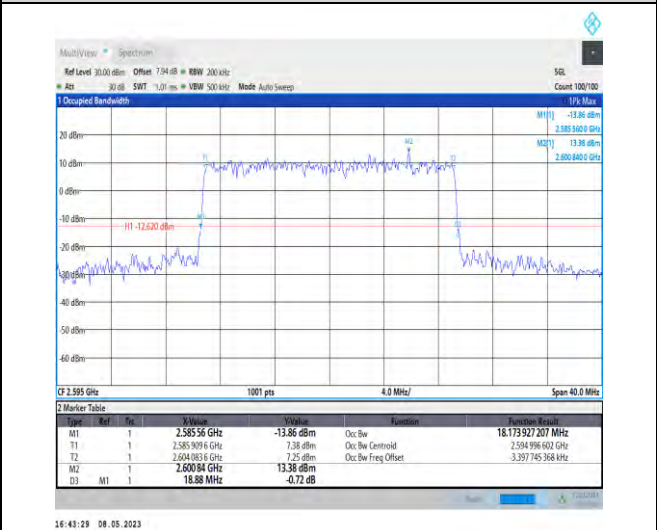 MultiView Spectrum
Ref Level 30.00 dBm Offset 7.94 dB RBW 200 kHz SGL
Att 30 dB SWT 1.01 ms VBW 500 kHz Mode Auto Sweep Count 100/100
1 Occupied Bandwidth 1Pk Max
M1[1] -13.86 dBm
2.585 5600 GHz
20 dBm
M2[1] 13.38 dBm
2.600 8400 GHz
M2
T1 T2
10 dBm
0 dBm
-10 dBm
M1
H1 -12.620 dBm
D3
-20 dBm
-30 dBm
-40 dBm
-50 dBm
-60 dBm
CF 2.595 GHz 1001 pts 4.0 MHz/ Span 40.0 MHz
2 Marker Table
Type Ref Trc X-Value Y-Value Function Function Result
M1 1 2.585 56 GHz -13.86 dBm Occ Bw 18.173 927 207 MHz
T1 1 2.585 909 6 GHz 7.38 dBm Occ Bw Centroid 2.594 996 602 GHz
T2 1 2.604 083 6 GHz 7.25 dBm Occ Bw Freq Offset -3.397 745 368 kHz
M2 1 2.600 84 GHz 13.38 dBm
D3 M1 1 18.88 MHz -0.72 dB
16:43:29 08.05.2023